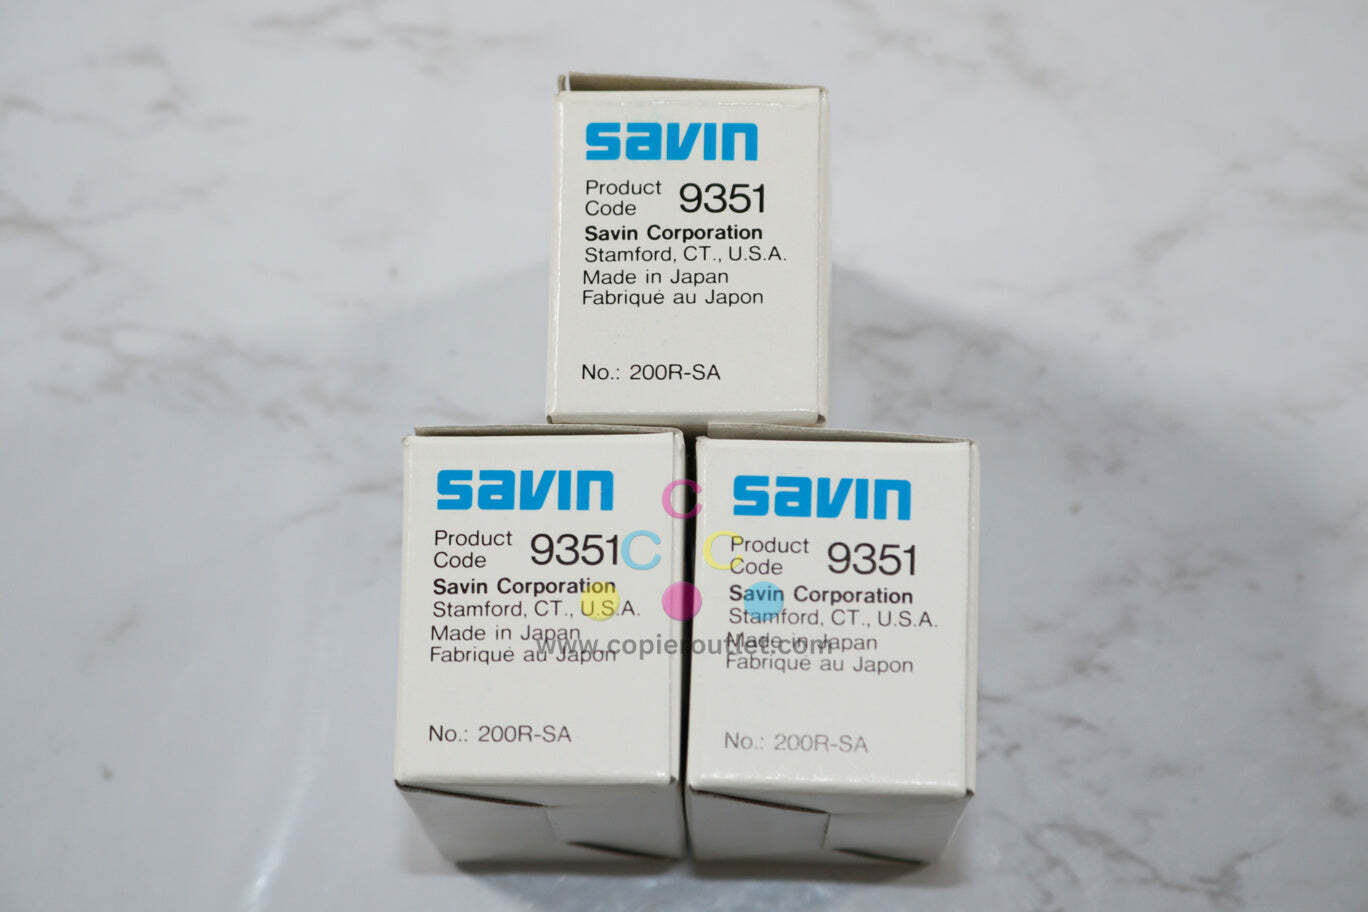 savin
Product
Code 9351
Savin Corporation
Stamford, CT., U.S.A.
Made in Japan
Fabriqué au Japon
No.: 200R-SA
savin
Product
Code 9351
Savin Corporation
Stamford, CT., U.S.A.
Made in Japan
Fabriqué au Japon
No.: 200R-SA
savin
Product
Code 9351
Savin Corporation
Stamford, CT., U.S.A.
Made in Japan
Fabriqué au Japon
No.: 200R-SA
C
C C
www.copieroutlet.com